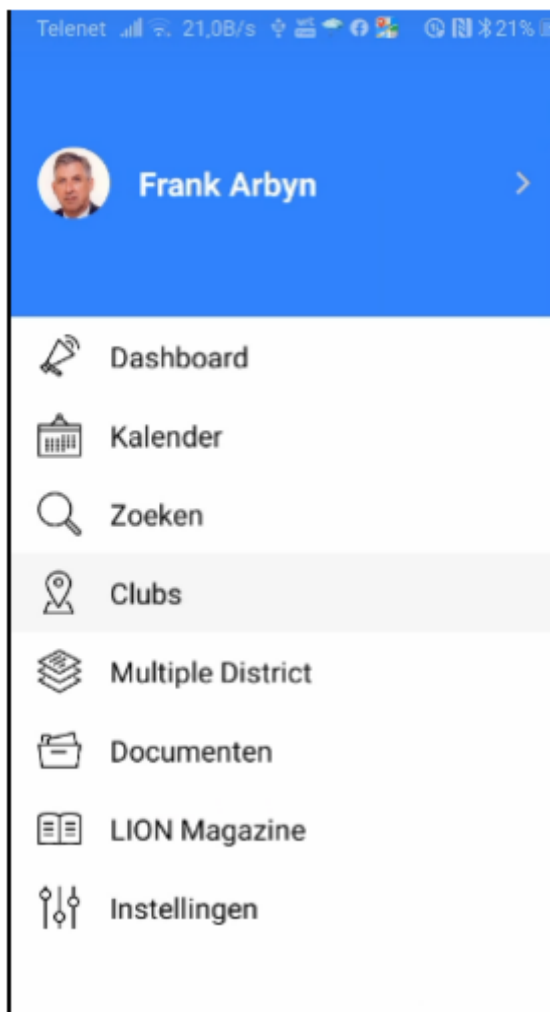 Telenet 21,0B/s 21%
Frank Arbyn
Dashboard
Kalender
Zoeken
Clubs
Multiple District
Documenten
LION Magazine
Instellingen